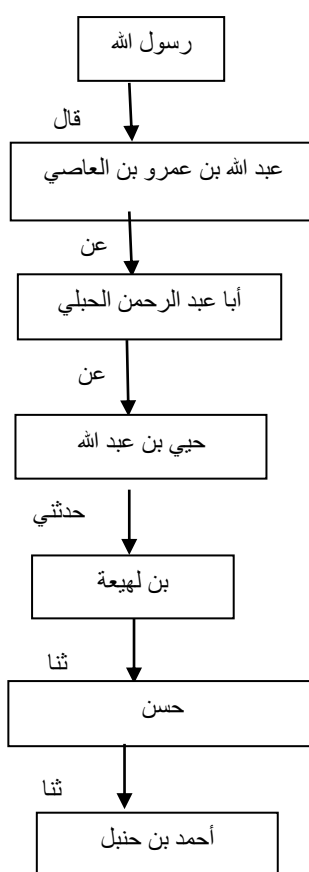 رسول الله
قال
عبد الله بن عمرو بن العاصي
عن
أبا عبد الرحمن الحبلي
عن
حيي بن عبد الله
حدثني
بن لهيعة
ثنا
حسن
ثنا
أحمد بن حنبل